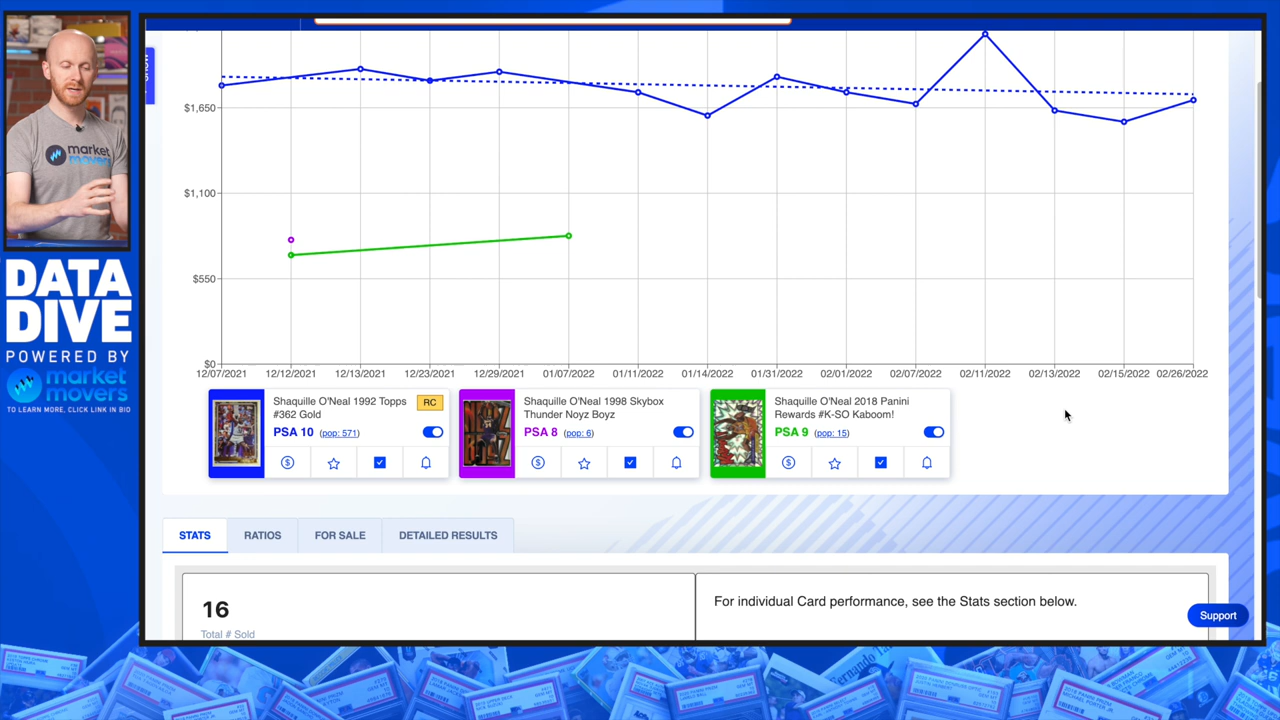 market
movers
DATA
DIVE
POWERED BY
market
movers
TO LEARN MORE, CLICK LINK IN BIO
$1,650
$1,100
$550
$0
12/07/2021 12/12/2021 12/13/2021 12/23/2021 12/29/2021 01/07/2022 01/11/2022 01/14/2022 01/31/2022 02/01/2022 02/07/2022 02/11/2022 02/13/2022 02/15/2022 02/26/2022
Shaquille O'Neal 1992 Topps
#362 Gold
RC
PSA 10 (pop: 571)
Shaquille O'Neal 1998 Skybox
Thunder Noyz Boyz
PSA 8 (pop: 6)
Shaquille O'Neal 2018 Panini
Rewards #K-SO Kaboom!
PSA 9 (pop: 15)
STATS
RATIOS
FOR SALE
DETAILED RESULTS
16
Total # Sold
For individual Card performance, see the Stats section below.
Support